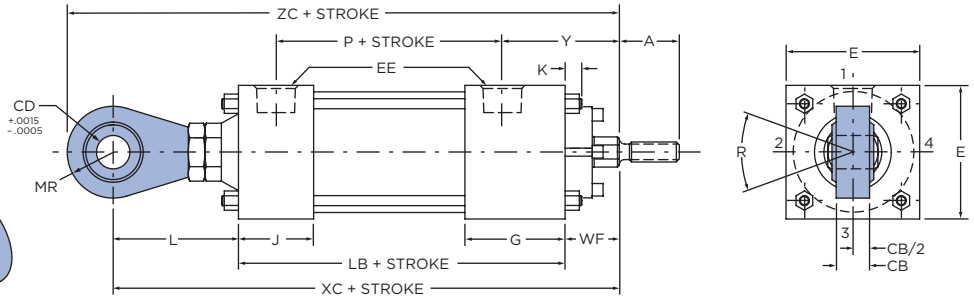 ZC + STROKE
P + STROKE
Y
A
E
EE
K
1
CD
+.0015
-.0005
2
4
R
E
MR
3
L
J
G
WF
CB/2
CB
LB + STROKE
XC + STROKE